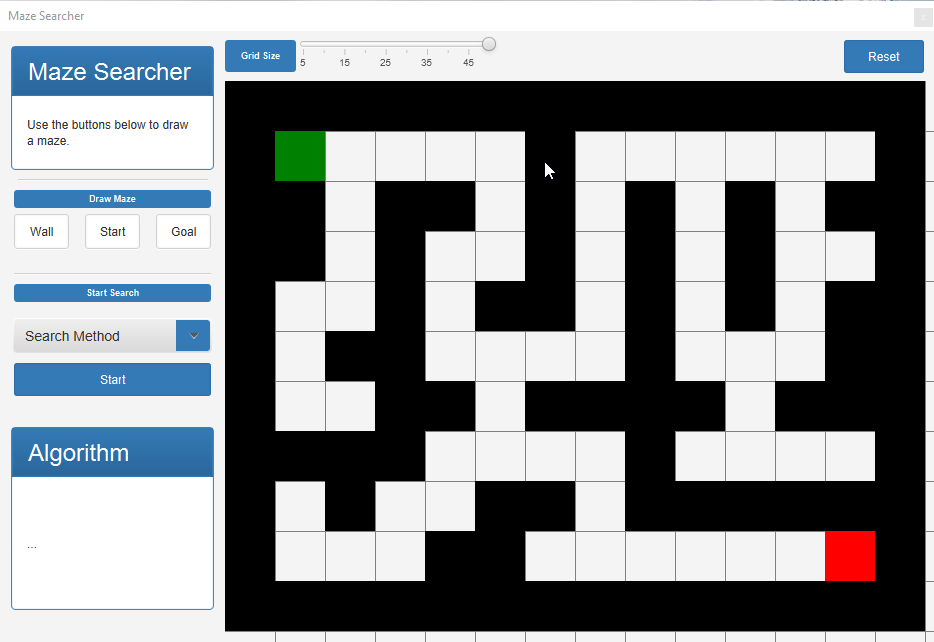 Maze Searcher
Maze Searcher
Use the buttons below to draw
a maze.
Draw Maze
Wall Start Goal
Start Search
Search Method
Start
Algorithm
...
Grid Size
5 15 25 35 45
Reset